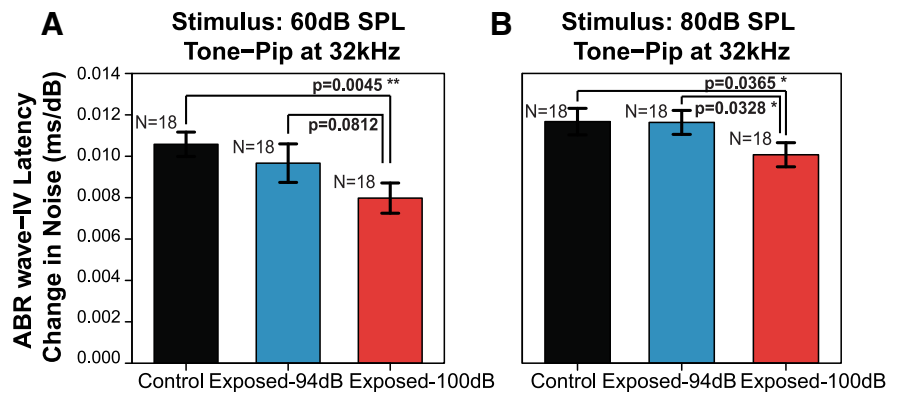 A
Stimulus: 60dB SPL
Tone−Pip at 32kHz
ABR wave−IV Latency
Change in Noise (ms/dB)
0.014
0.012
0.010
0.008
0.006
0.004
0.002
0.000
p=0.0045 **
p=0.0812
N=18
N=18
N=18
Control Exposed-94dB Exposed-100dB
B
Stimulus: 80dB SPL
Tone−Pip at 32kHz
p=0.0365 *
p=0.0328 *
N=18
N=18
N=18
Control Exposed-94dB Exposed-100dB